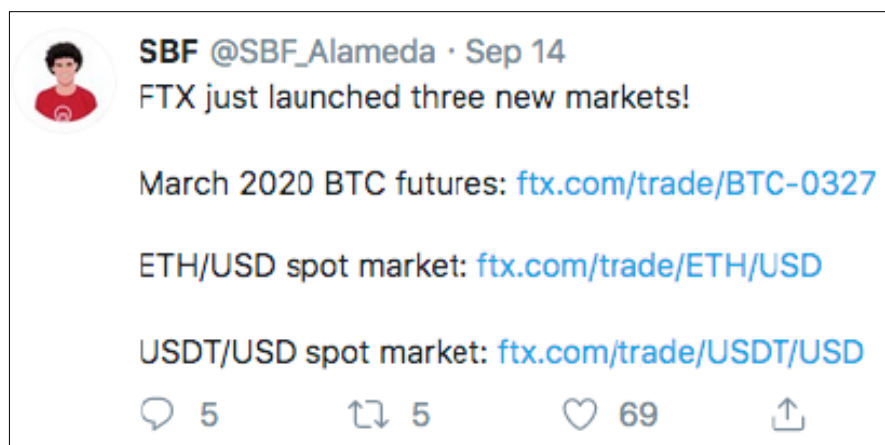 SBF @SBF_Alameda · Sep 14
FTX just launched three new markets!
March 2020 BTC futures: ftx.com/trade/BTC-0327
ETH/USD spot market: ftx.com/trade/ETH/USD
USDT/USD spot market: ftx.com/trade/USDT/USD
5 5 69